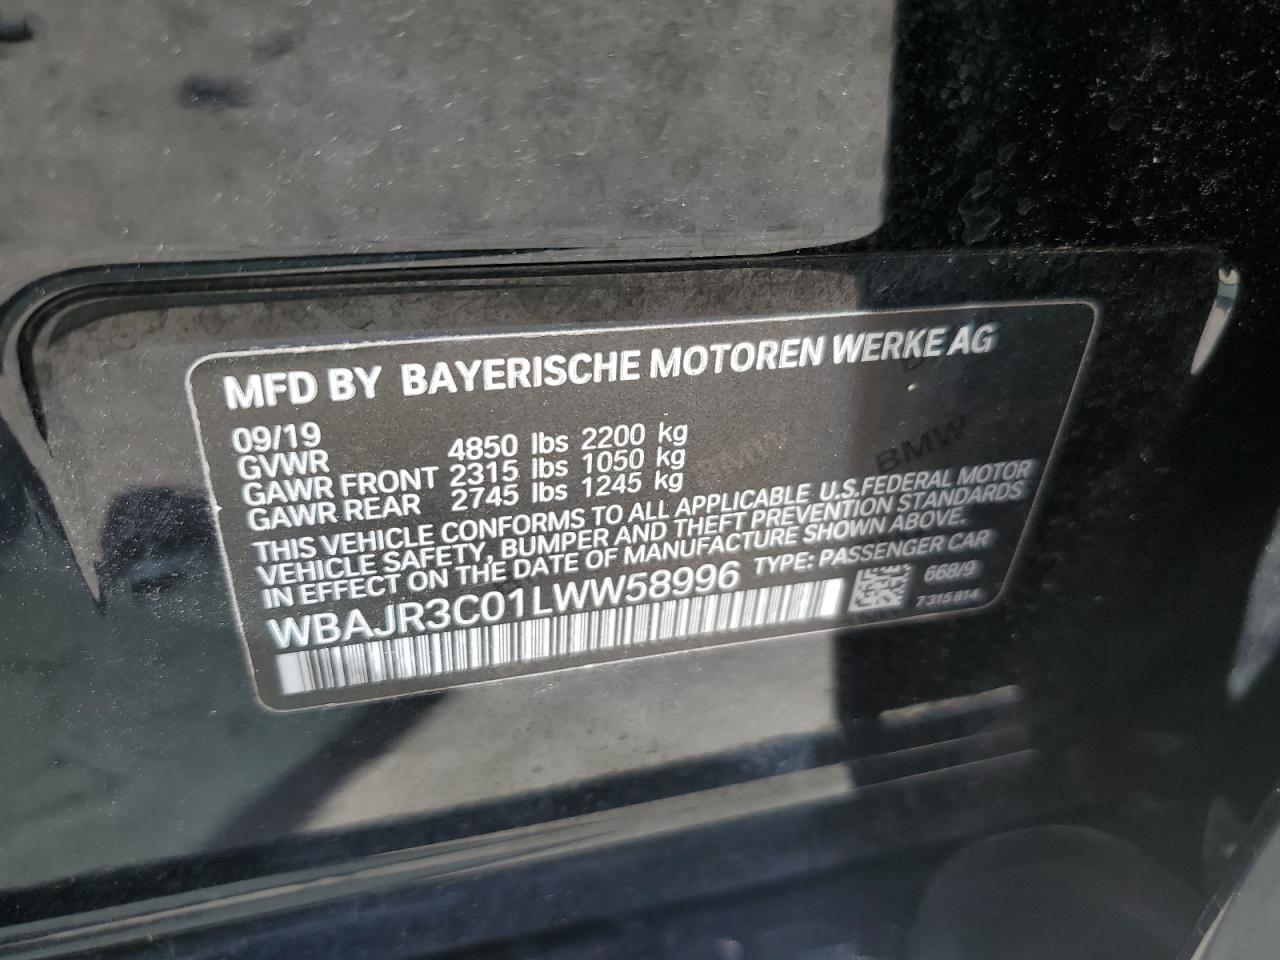 MFD BY BAYERISCHE MOTOREN WERKE AG
09/19
GVWR 4850 lbs 2200 kg
GAWR FRONT 2315 lbs 1050 kg
GAWR REAR 2745 lbs 1245 kg
THIS VEHICLE CONFORMS TO ALL APPLICABLE U.S. FEDERAL MOTOR
VEHICLE SAFETY, BUMPER AND THEFT PREVENTION STANDARDS
IN EFFECT ON THE DATE OF MANUFACTURE SHOWN ABOVE.
WBAJR3C01LWW58996 TYPE: PASSENGER CAR
668/9
7315814
BMW
BMW